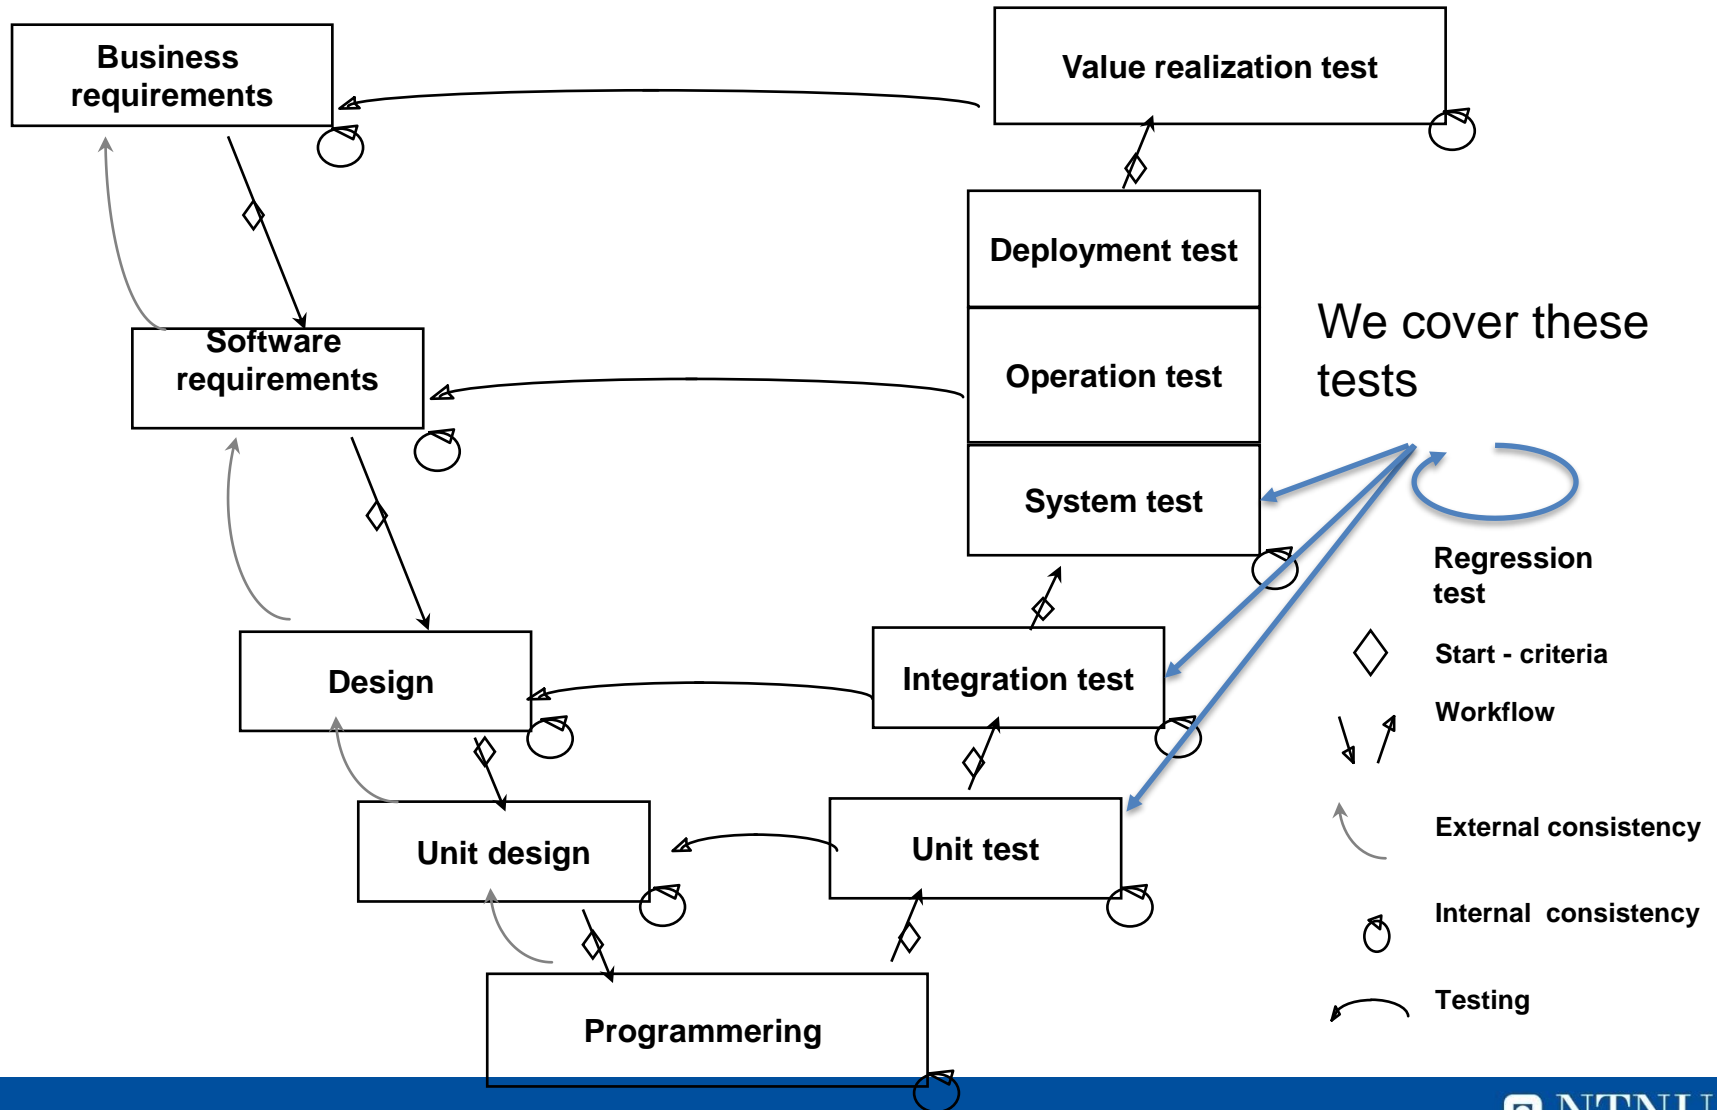 Business
requirements
Value realization test
Deployment test
Software
requirements
Operation test
We cover these
tests
System test
Regression
test
Design
Integration test
Start - criteria
Workflow
Unit design
Unit test
External consistency
Internal consistency
Programmering
Testing
NTNU